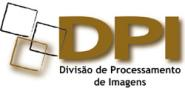 DPI
Divisão de Processamento
de Imagens